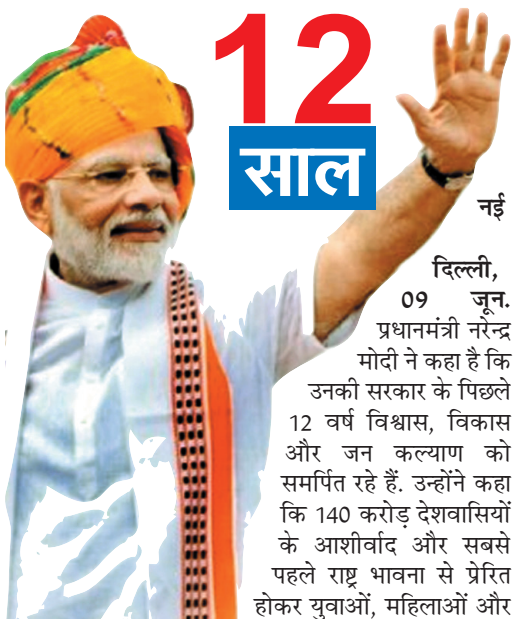 12
साल
नई
दिल्ली,
09 जून.
प्रधानमंत्री नरेन्द्र
मोदी ने कहा है कि
उनकी सरकार के पिछले
12 वर्ष विश्वास, विकास
और जन कल्याण को
समर्पित रहे हैं. उन्होंने कहा
कि 140 करोड़ देशवासियों
के आशीर्वाद और सबसे
पहले राष्ट्र भावना से प्रेरित
होकर युवाओं, महिलाओं और